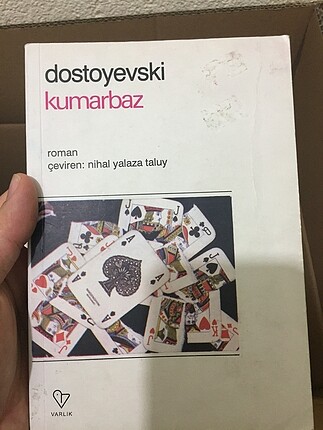 dostoyevski
kumarbaz
roman
çeviren: nihal yalaza taluy
VARLIK